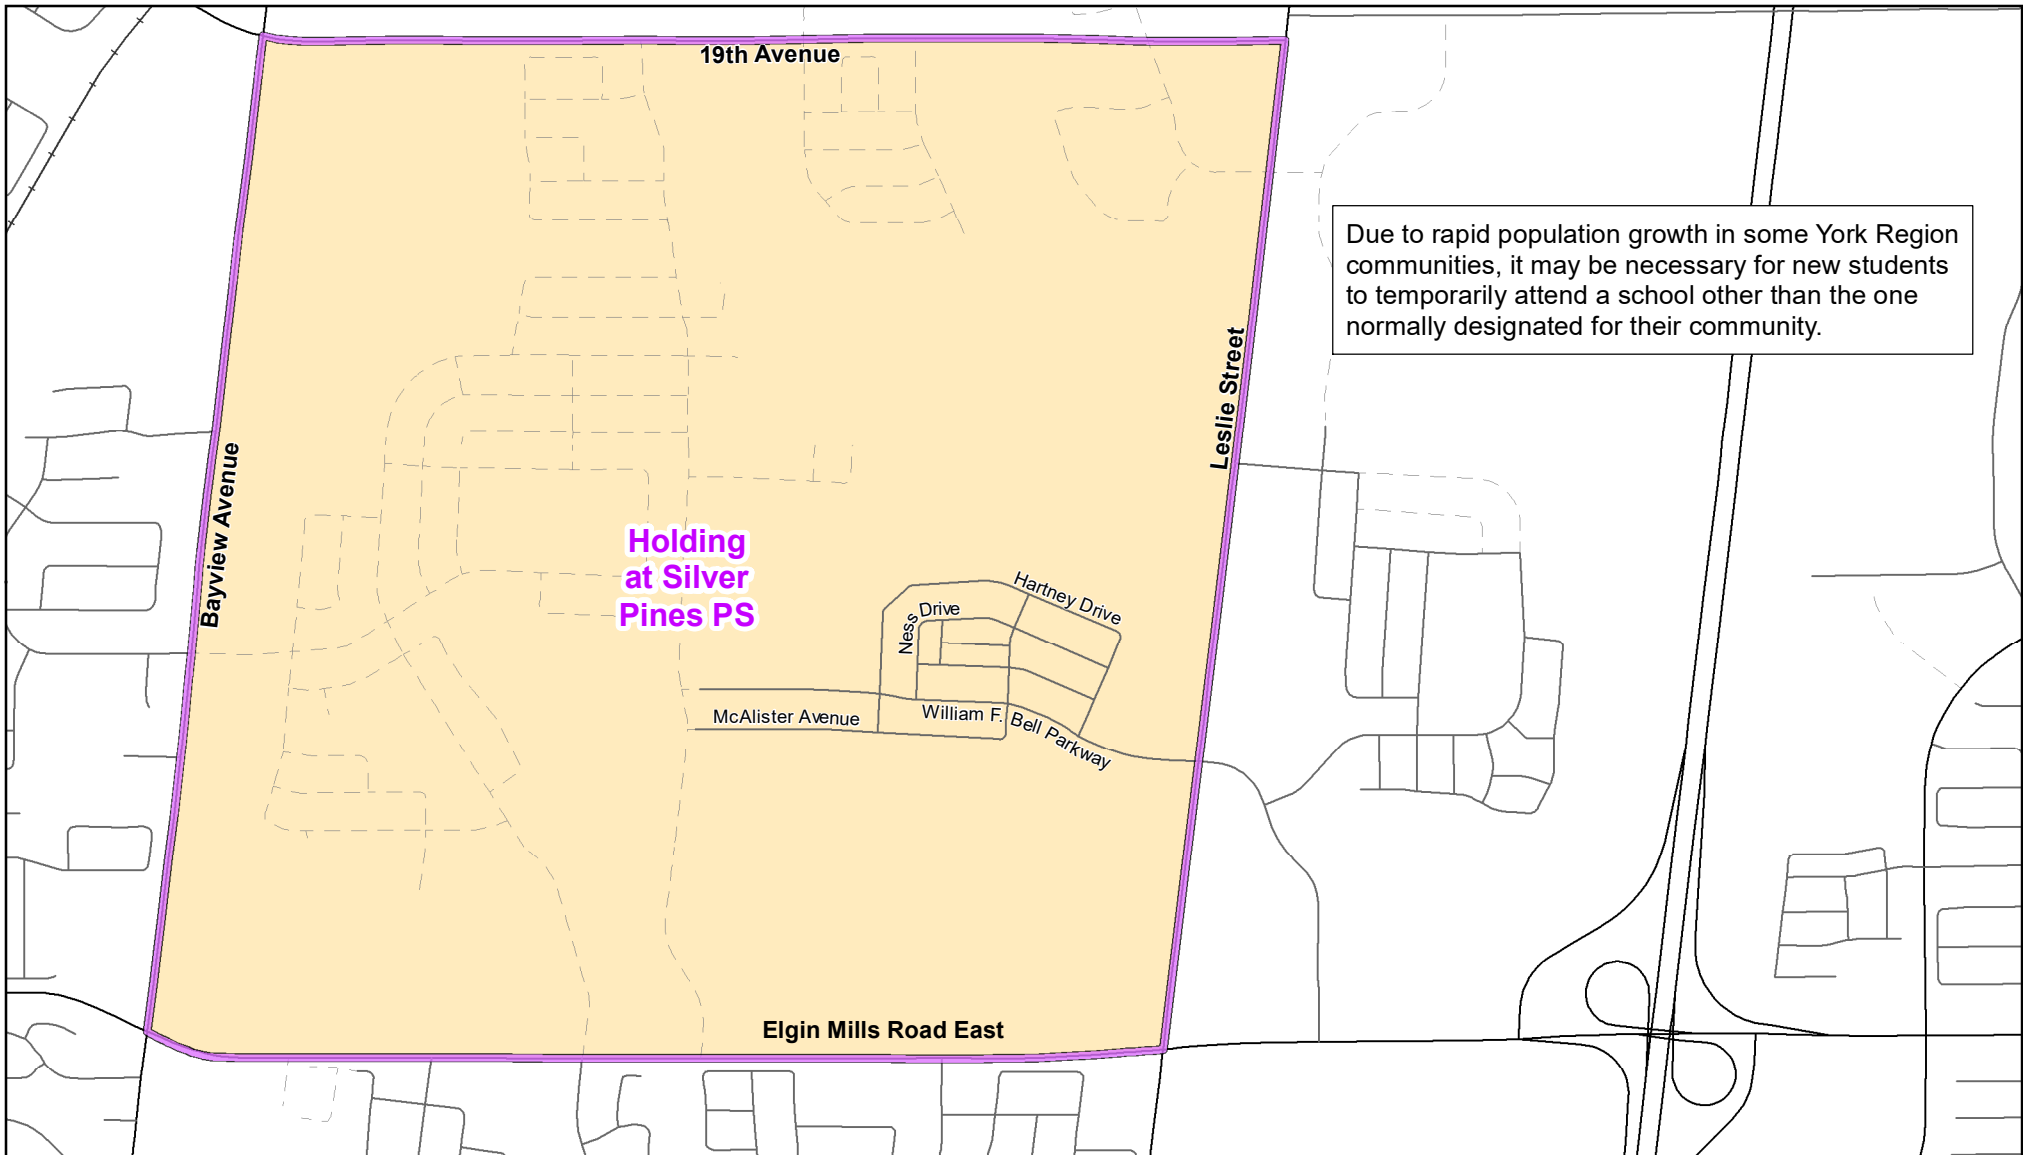 19th Avenue
Due to rapid population growth in some York Region
communities, it may be necessary for new students
to temporarily attend a school other than the one
normally designated for their community.
Leslie Street
Bayview Avenue
Holding
at Silver
Pines PS
Hartney Drive
Ness Drive
McAlister Avenue
William F. Bell Parkway
Elgin Mills Road East